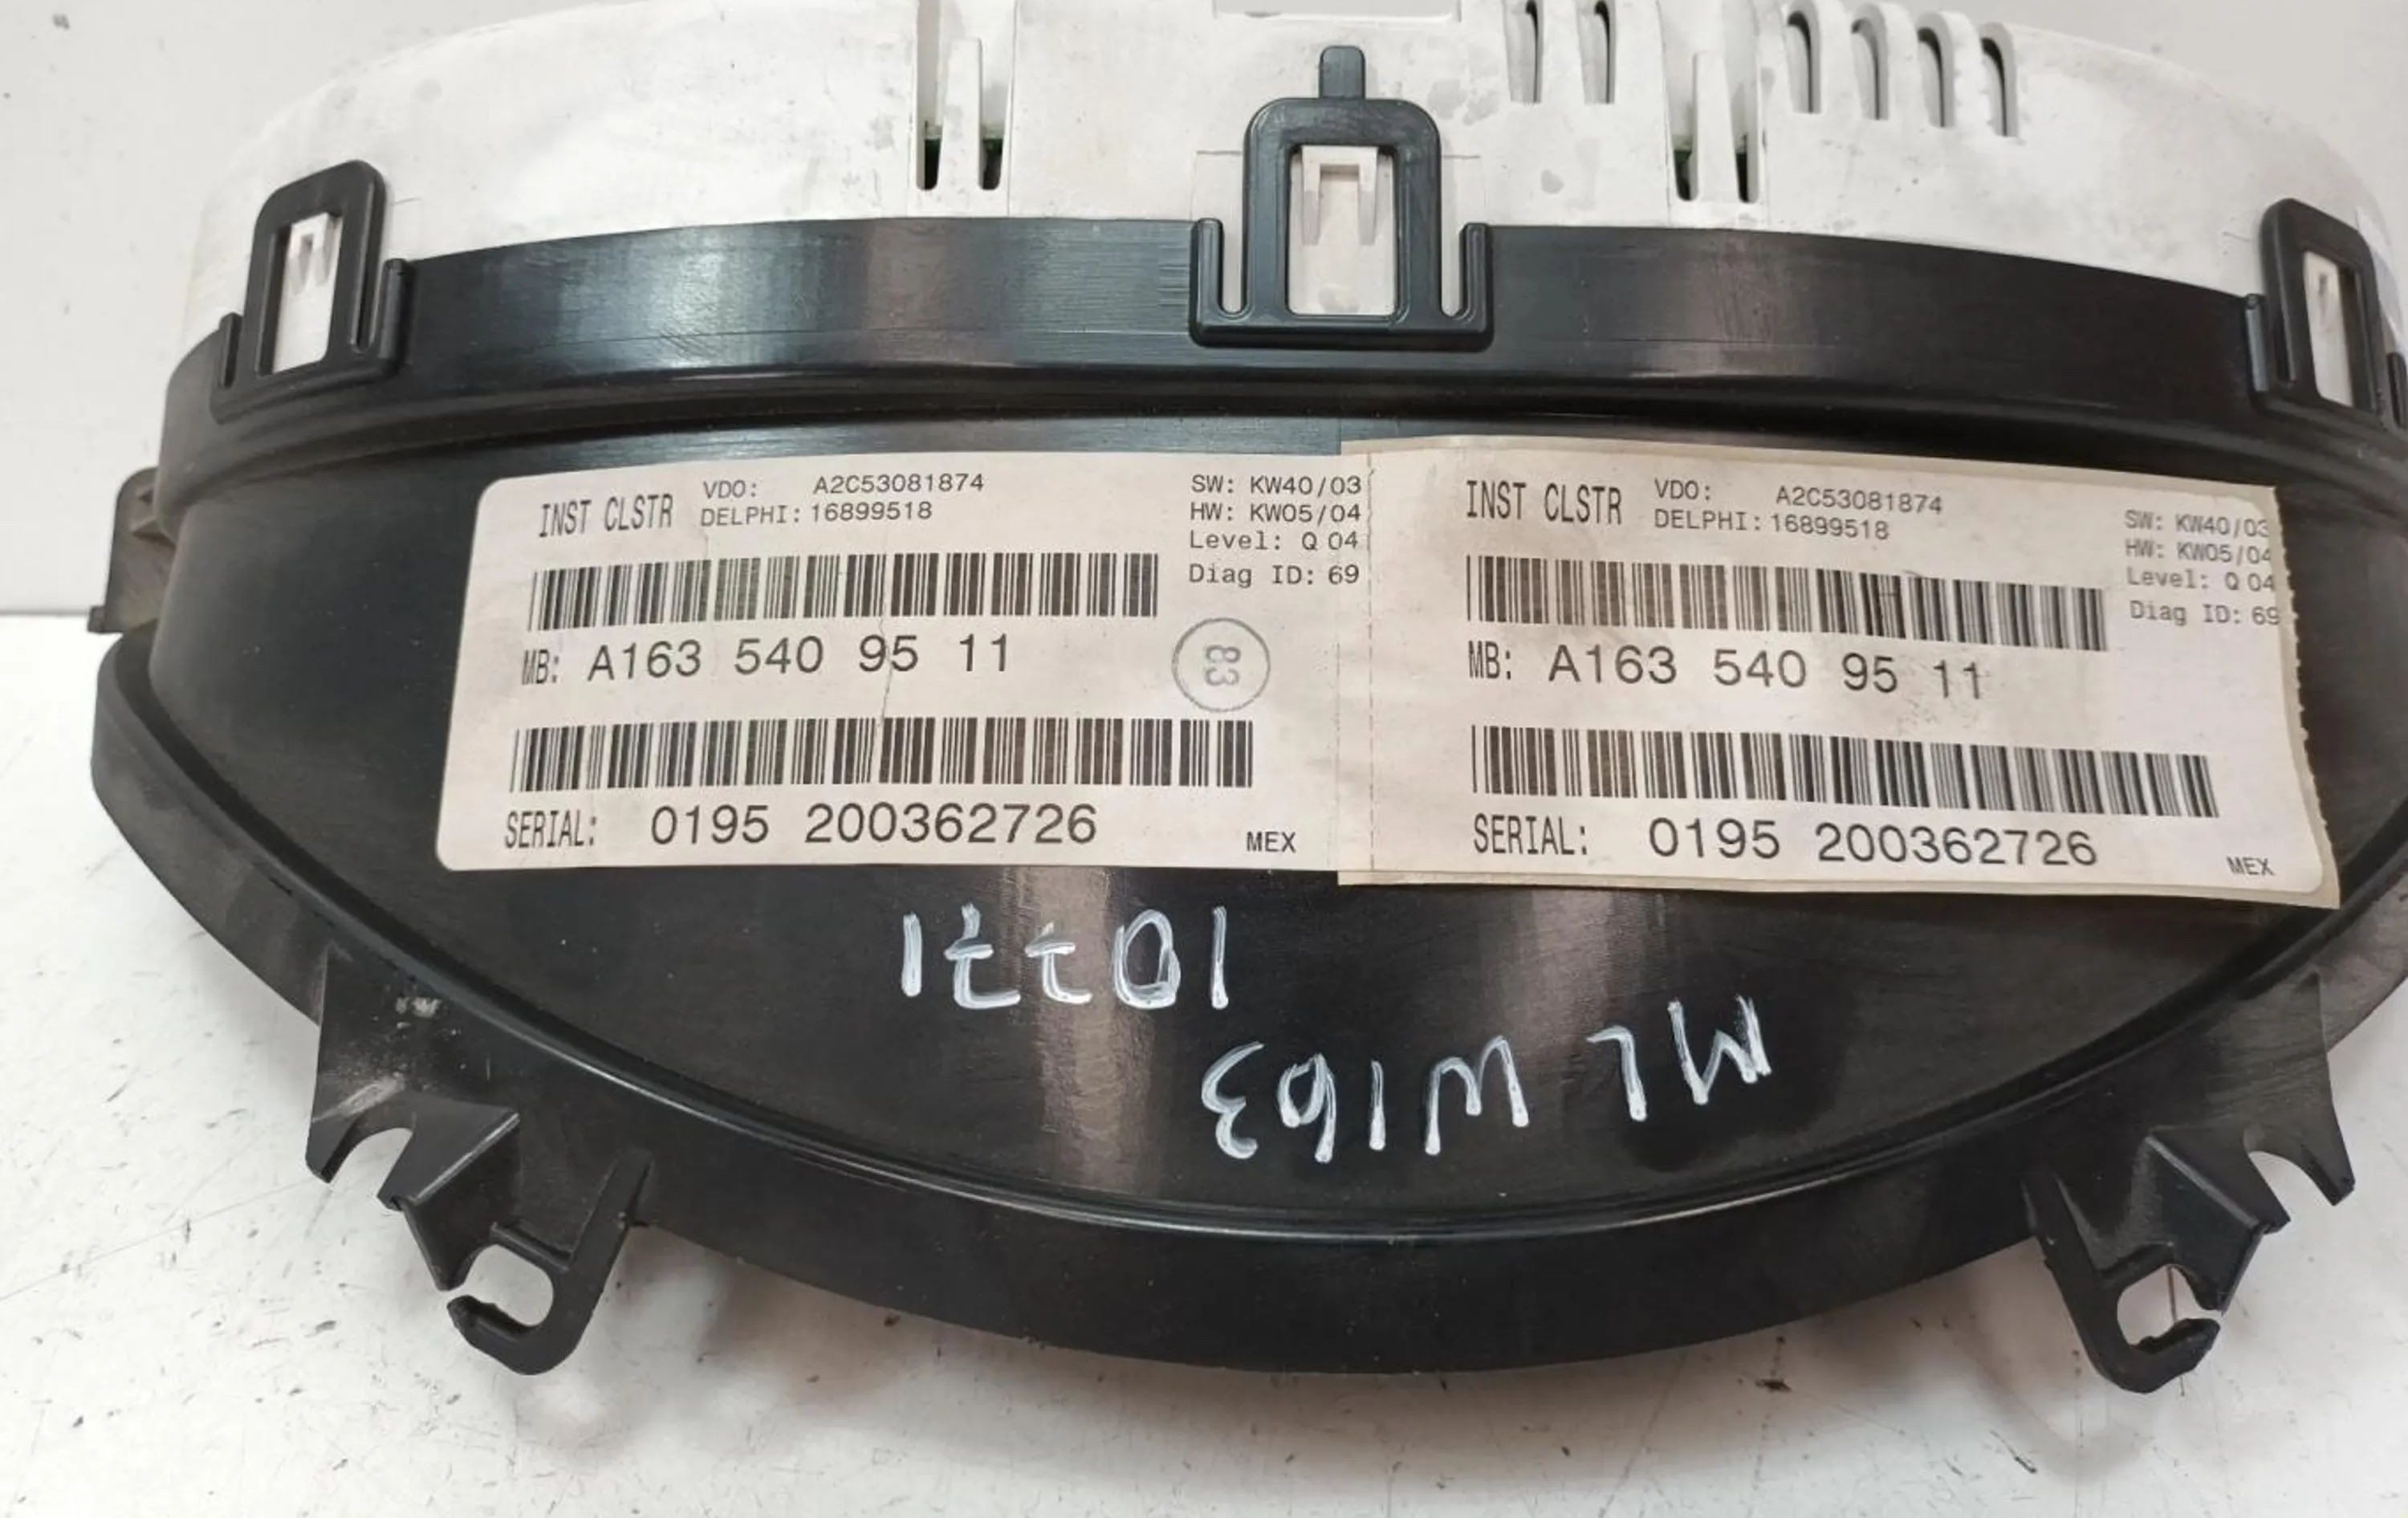 INST CLSTR VDO: A2C53081874
DELPHI: 16899518
SW: KW40/03
HW: KW05/04
Level: Q 04
Diag ID: 69
MB: A163 540 95 11
83
SERIAL: 0195 200362726
MEX
INST CLSTR VDO: A2C53081874
DELPHI: 16899518
SW: KW40/03
HW: KW05/04
Level: Q 04
Diag ID: 69
MB: A163 540 95 11
SERIAL: 0195 200362726
MEX
ML W163
10771